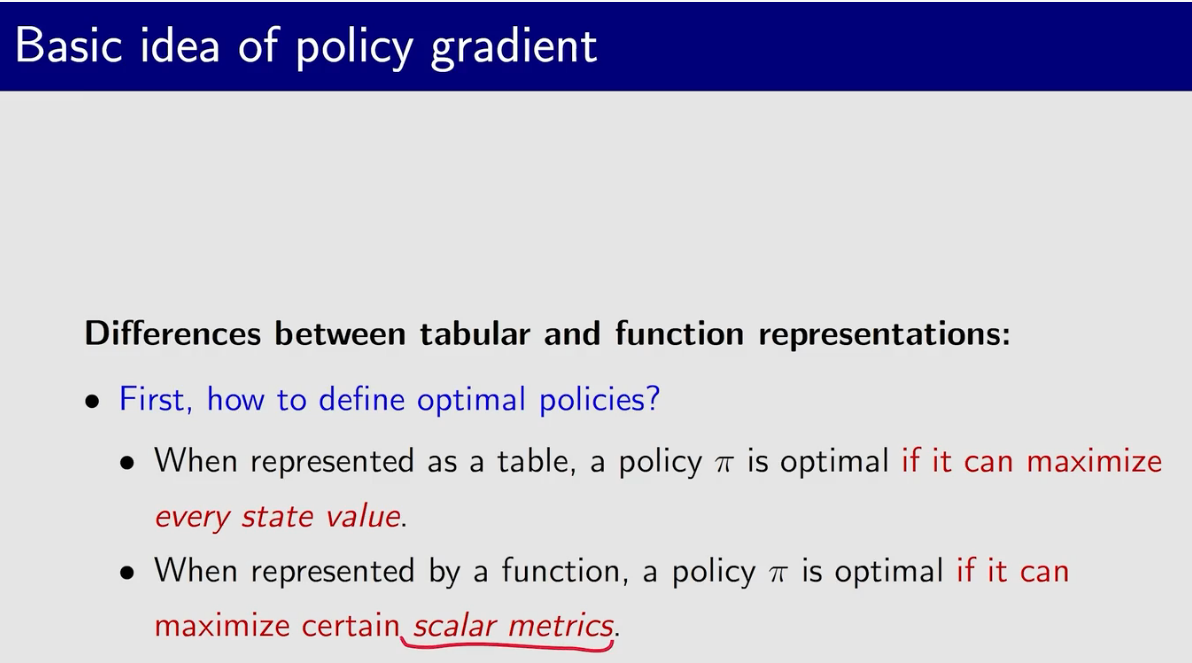 Basic idea of policy gradient
Differences between tabular and function representations:
• First, how to define optimal policies?
• When represented as a table, a policy π is optimal if it can maximize
every state value.
• When represented by a function, a policy π is optimal if it can
maximize certain scalar metrics.